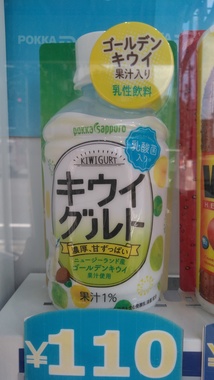 POKKA
ゴールデン
キウイ
果汁入り
乳性飲料
pokka sapporo
乳酸菌
入り
KIWIGURT
キウイ
グルト
濃厚、甘ずっぱい
ニュージーランド産
ゴールデンキウイ
果汁使用
果汁1%
¥110